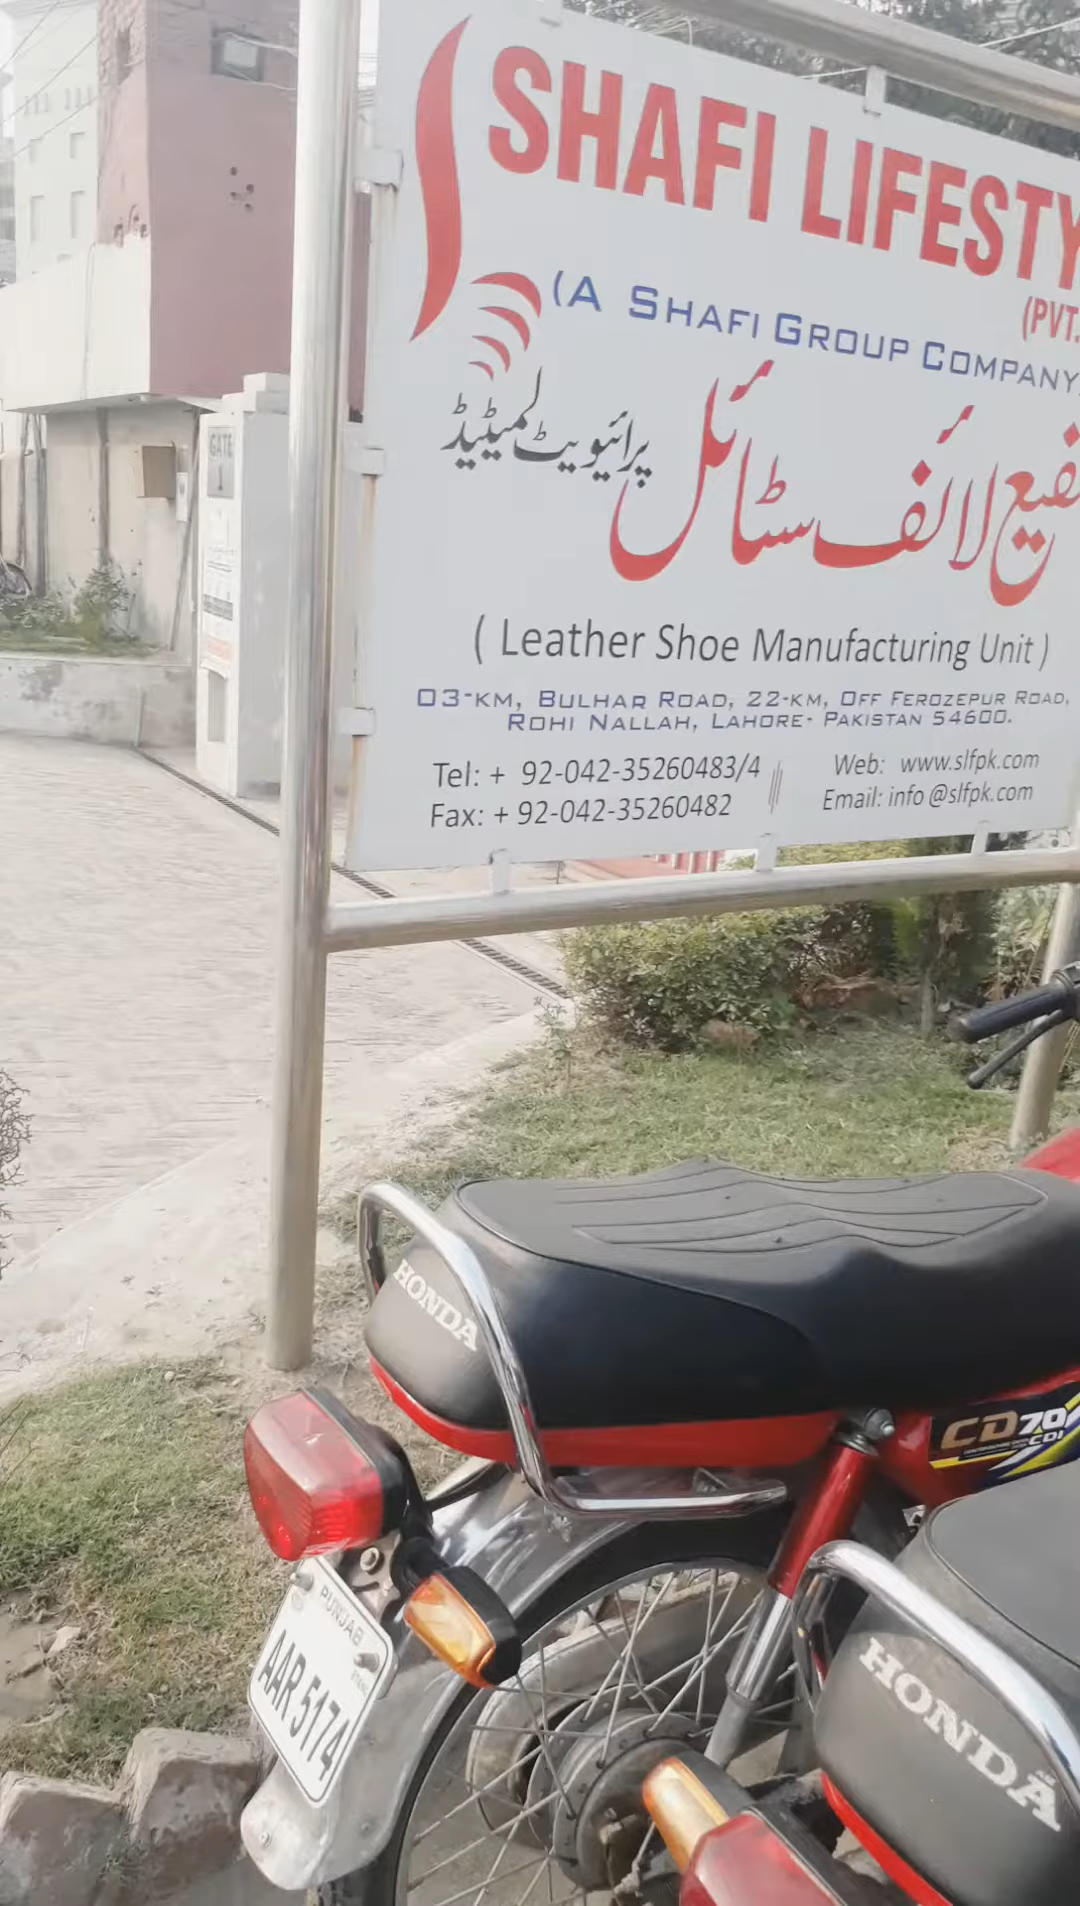 SHAFI LIFESTY
(PVT.
(A SHAFI GROUP COMPANY
فیع لائف سٹائل
پرائیویٹ لمیٹیڈ
( Leather Shoe Manufacturing Unit )
03-KM, BULHAR ROAD, 22-KM, OFF FEROZEPUR ROAD,
ROHI NALLAH, LAHORE- PAKISTAN 54600.
Tel: + 92-042-35260483/4
Fax: + 92-042-35260482
Web: www.slfpk.com
Email: info @slfpk.com
GATE
1
HONDA
CD70
CDI
PUNJAB
AAR 5174
HONDA